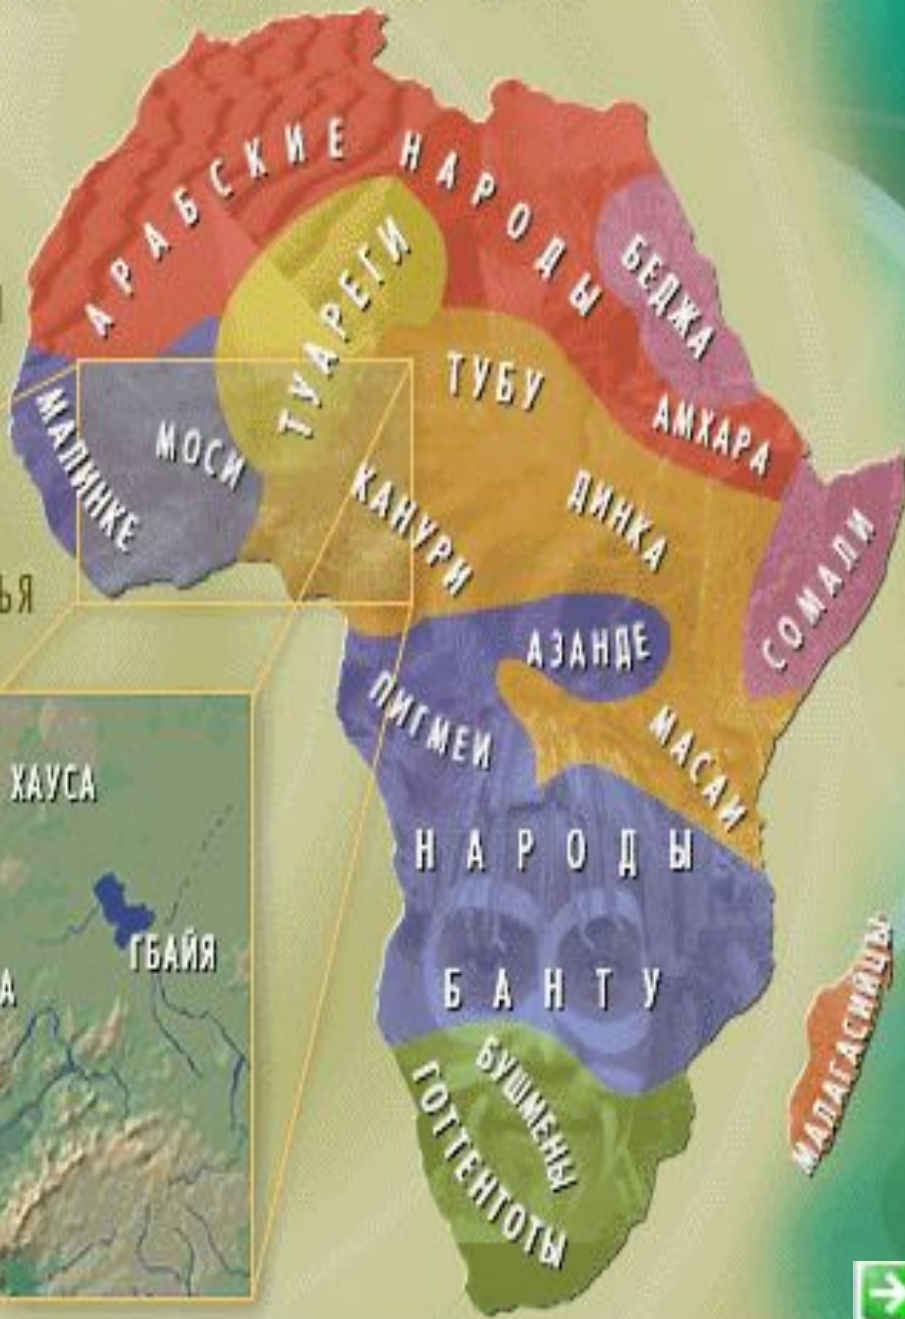 АРАБСКИЕ НАРОДЫ
БЕДЖА
ТУАРЕГИ
ТУБУ
АМХАРА
МАЛИНКЕ
МОСИ
КАНУРИ
ДИНКА
СОМАЛИ
ЬЯ
АЗАНДЕ
ПИГМЕИ
МАСАИ
ХАУСА
НАРОДЫ
БАНТУ
ГБАЙЯ
А
БУШМЕНЫ
ГОТТЕНТОТЫ
МАЛАГАСИЙЦЫ